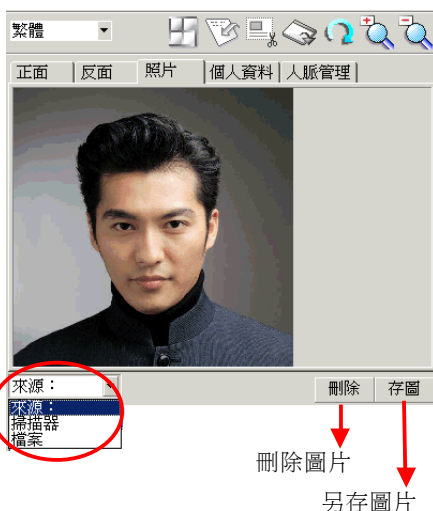 繁體
正面 反面 照片 個人資料 人脈管理
來源： 刪除 存圖
來源：
掃描器
檔案
刪除圖片
另存圖片